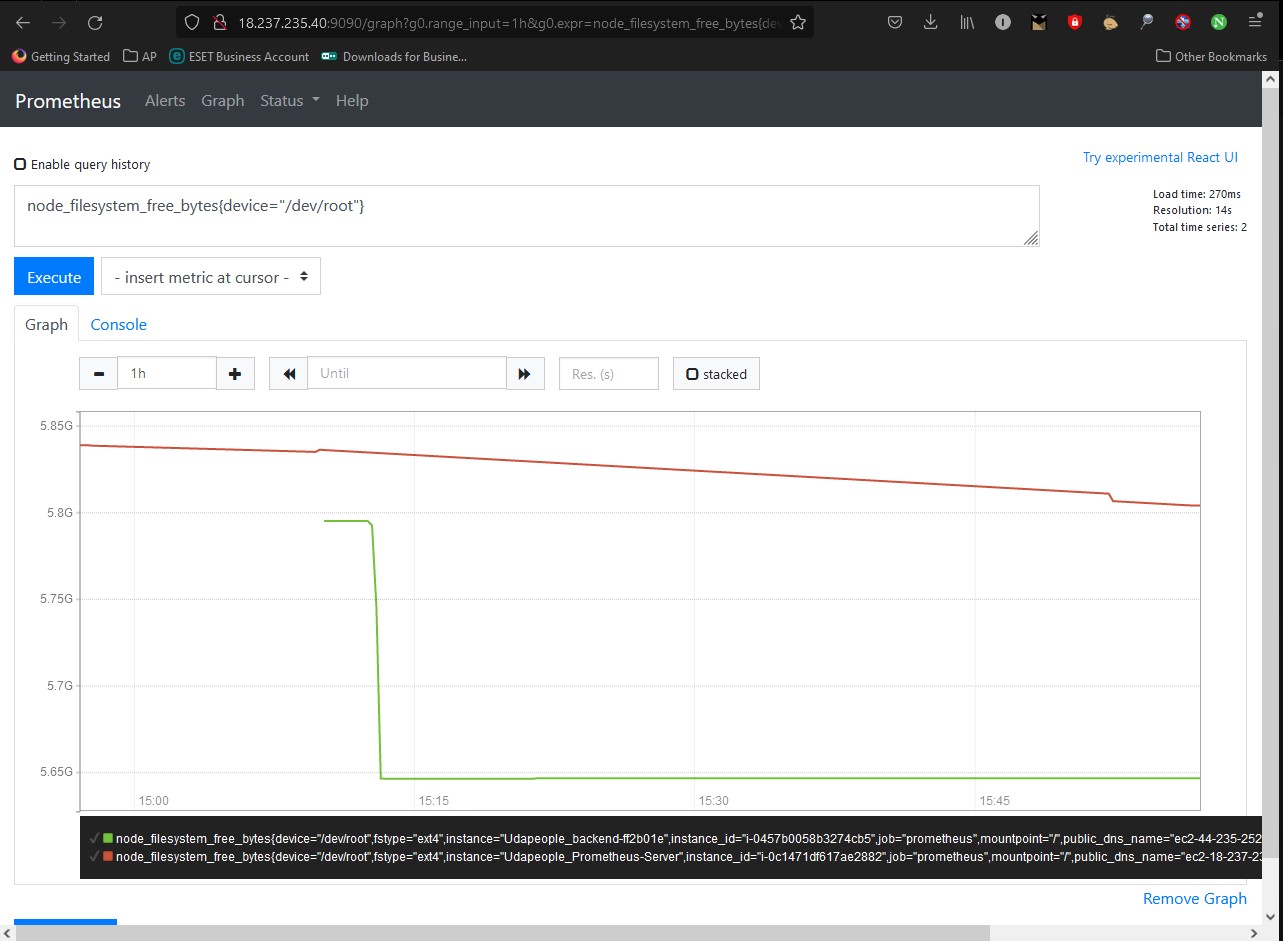 18.237.235.40:9090/graph?g0.range_input=1h&g0.expr=node_filesystem_free_bytes{de
Getting Started AP ESET Business Account Downloads for Busine... Other Bookmarks
Prometheus Alerts Graph Status Help
Enable query history
Try experimental React UI
node_filesystem_free_bytes{device="/dev/root"}
Load time: 270ms
Resolution: 14s
Total time series: 2
Execute - insert metric at cursor -
Graph Console
1h Until Res. (s) stacked
5.85G
5.8G
5.75G
5.7G
5.65G
15:00 15:15 15:30 15:45
node_filesystem_free_bytes{device="/dev/root",fstype="ext4",instance="Udapeople_backend-ff2b01e",instance_id="i-0457b0058b3274cb5",job="prometheus",mountpoint="/",public_dns_name="ec2-44-235-252
node_filesystem_free_bytes{device="/dev/root",fstype="ext4",instance="Udapeople_Prometheus-Server",instance_id="i-0c1471df617ae2882",job="prometheus",mountpoint="/",public_dns_name="ec2-18-237-23
Remove Graph